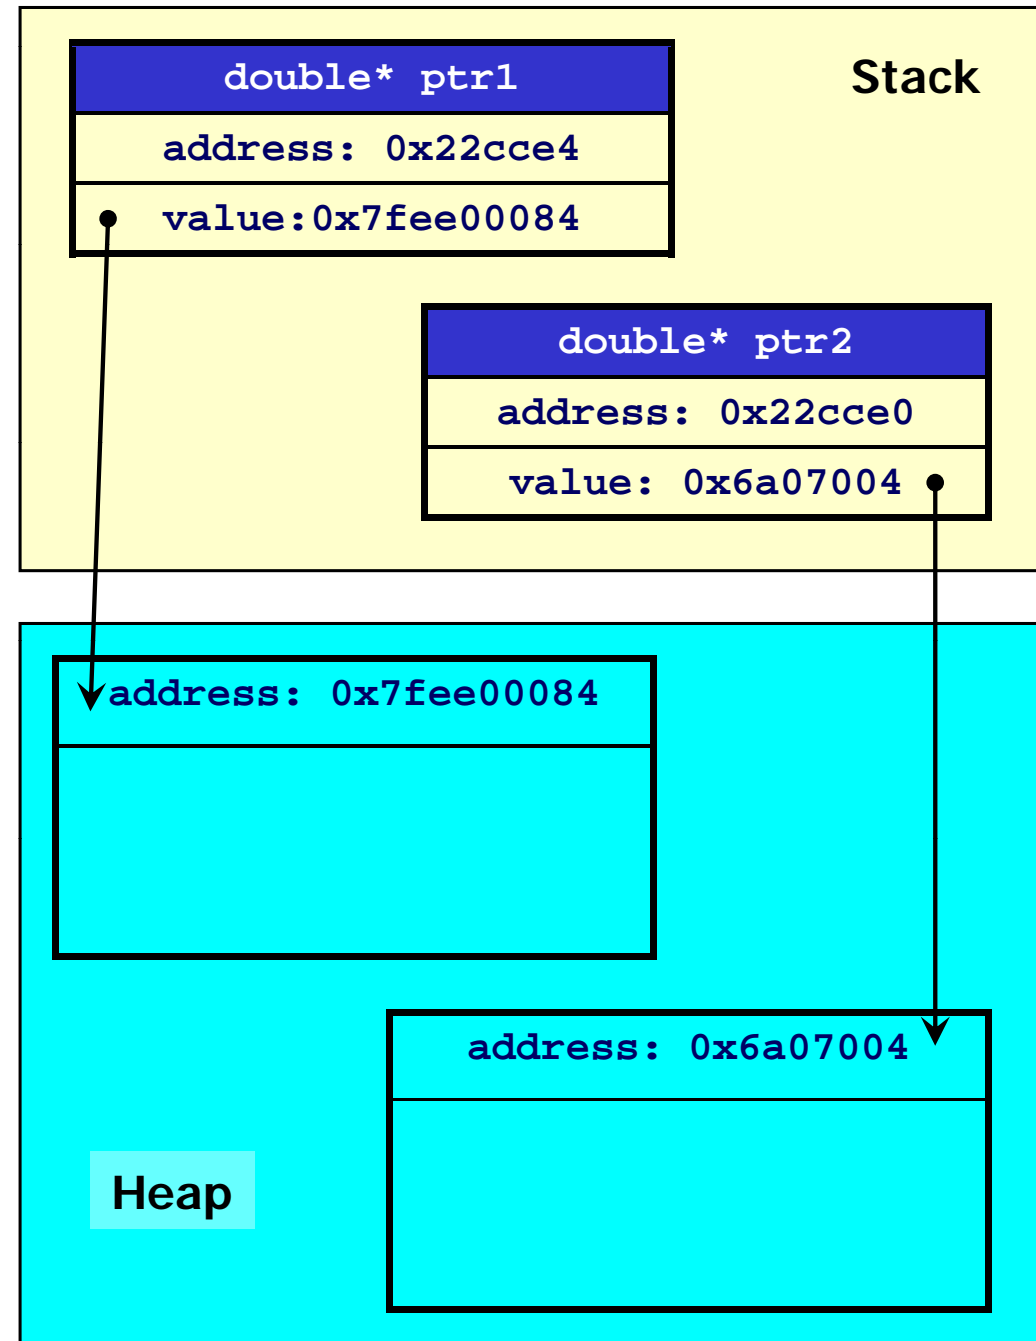 double* ptr1
Stack
address: 0x22cce4
value:0x7fee00084
double* ptr2
address: 0x22cce0
value: 0x6a07004
address: 0x7fee00084
address: 0x6a07004
Heap